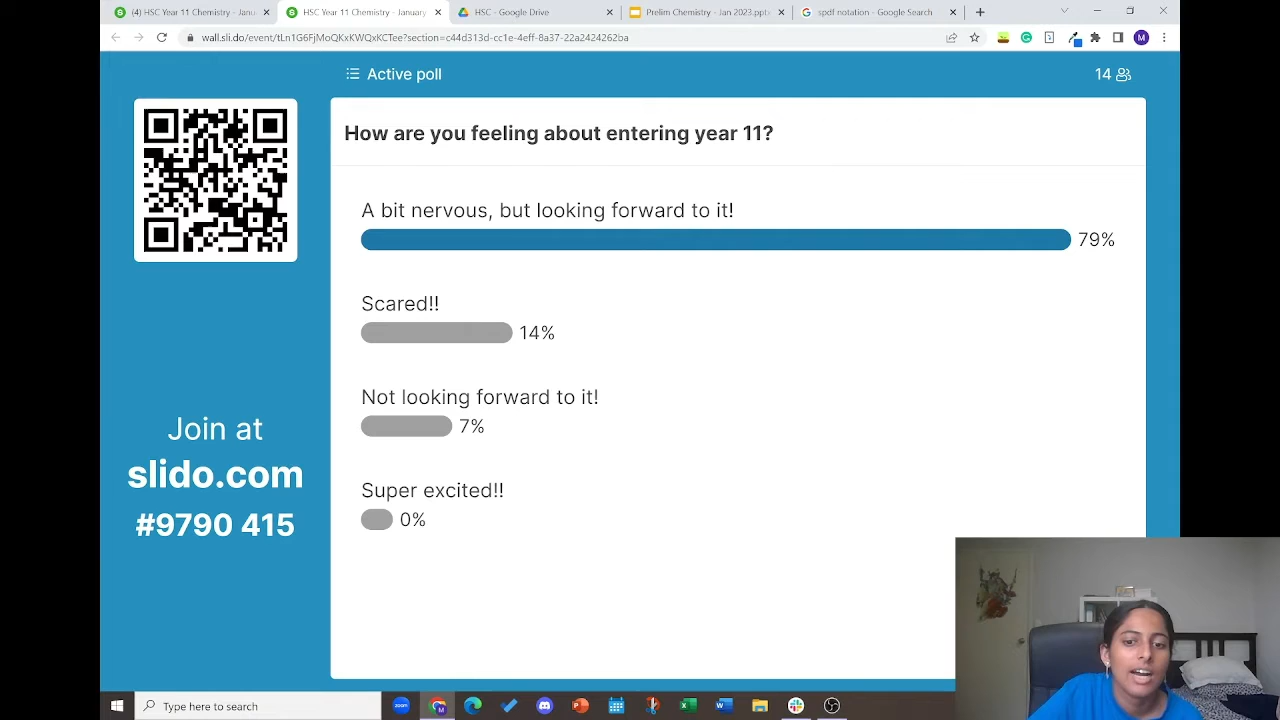 (4) HSC Year 11 Chemistry - Janu
HSC Year 11 Chemistry - January
HSC - Google Drive
Prelim Chemistry - Jan 2023.pptx
spdf notation - Google Search
wall.sli.do/event/tLn1G6FjMoQKxKWQxKCTee?section=c44d313d-cc1e-4eff-8a37-22a2424262ba
Active poll
14
How are you feeling about entering year 11?
A bit nervous, but looking forward to it!
79%
Scared!!
14%
Not looking forward to it!
7%
Super excited!!
0%
Join at
slido.com
#9790 415
Type here to search